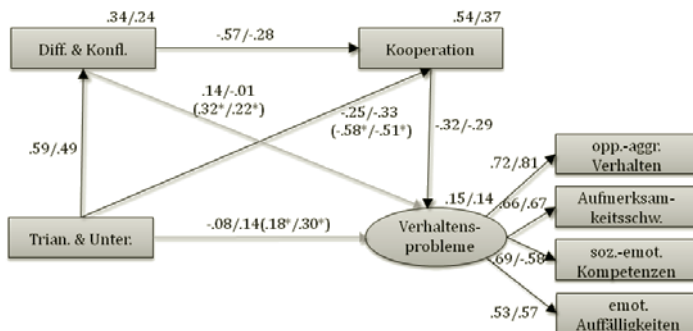 .34/.24
.54/.37
Diff. & Konfl.
-.57/-.28
Kooperation
.14/-.01
(.32*/.22*)
-.25/-.33
(-.58*/-.51*)
-.32/-.29
.59/.49
opp.-aggr.
Verhalten
.72/.81
.15/.14
.66/.67
Aufmerksam-
keitsschw.
Trian. & Unter.
-.08/.14(.18*/.30*)
Verhaltens-
probleme
.69/-.58
soz.-emot.
Kompetenzen
.53/.57
emot.
Auffälligkeiten